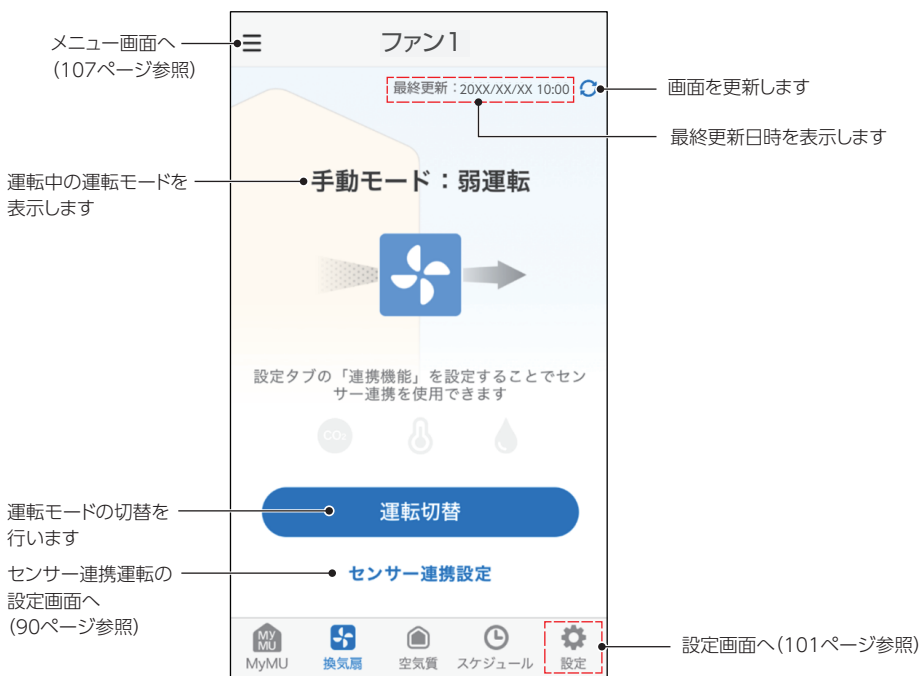 メニュー画面へ
(107ページ参照)
ファン1
最終更新：20XX/XX/XX 10:00
画面を更新します
最終更新日時を表示します
運転中の運転モードを
表示します
手動モード：弱運転
設定タブの「連携機能」を設定することでセン
サー連携を使用できます
CO₂
運転モードの切替を
行います
運転切替
センサー連携運転の
設定画面へ
(90ページ参照)
センサー連携設定
My
MU
MyMU
換気扇
空気質
スケジュール
設定
設定画面へ(101ページ参照)